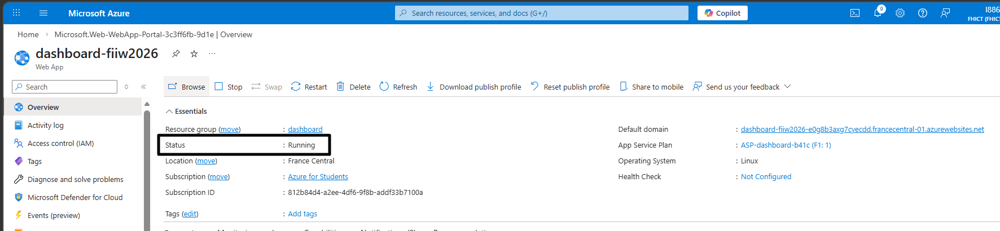 Microsoft Azure
Search resources, services, and docs (G+/)
Copilot
9
I886
FHICT (FHICT
Home > Microsoft.Web-WebApp-Portal-3c3ff6fb-9d1e | Overview
dashboard-fiiw2026
Web App
Search
Browse Stop Swap Restart Delete Refresh Download publish profile Reset publish profile Share to mobile Send us your feedback
Overview
Activity log
Access control (IAM)
Tags
Diagnose and solve problems
Microsoft Defender for Cloud
Events (preview)
Essentials
Resource group (move) : dashboard
Status : Running
Location (move) : France Central
Subscription (move) : Azure for Students
Subscription ID : 812b84d4-a2ee-4df6-9f8b-addf33b7100a
Tags (edit) : Add tags
Default domain : dashboard-fiiw2026-e0g8b3axg7cyecdd.francecentral-01.azurewebsites.net
App Service Plan : ASP-dashboard-b41c (F1: 1)
Operating System : Linux
Health Check : Not Configured